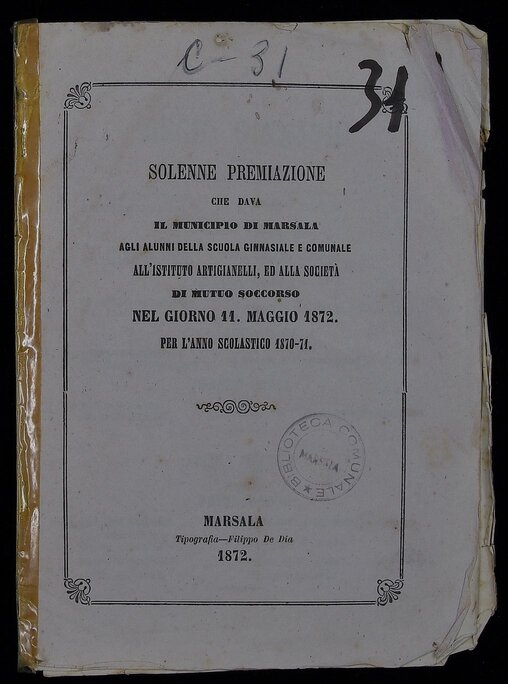 C-31
31
SOLENNE PREMIAZIONE
CHE DAVA
IL MUNICIPIO DI MARSALA
AGLI ALUNNI DELLA SCUOLA GINNASIALE E COMUNALE
ALL'ISTITUTO ARTIGIANELLI, ED ALLA SOCIETÀ
DI MUTUO SOCCORSO
NEL GIORNO 11. MAGGIO 1872.
PER L'ANNO SCOLASTICO 1870-71.
BIBLIOTECA COMUNALE
MARSALA
MARSALA
Tipografia—Filippo De Dia
1872.